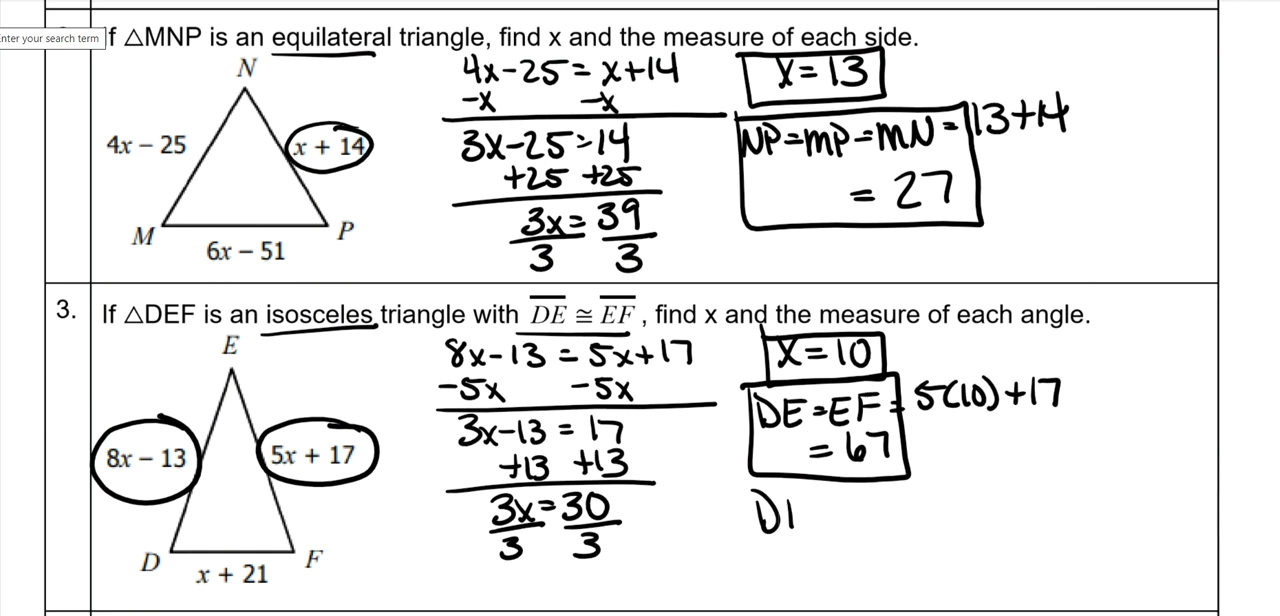 Enter your search term
If △MNP is an equilateral triangle, find x and the measure of each side.
N
4x − 25
x + 14
M
P
6x − 51
4x-25 = x+14
-x -x
3x-25=14
+25 +25
3x = 39
3 3
x = 13
NP=MP=MN= 13+14
= 27
3.
If △DEF is an isosceles triangle with DE ≅ EF , find x and the measure of each angle.
E
8x − 13
5x + 17
D
F
x + 21
8x-13 = 5x+17
-5x -5x
3x-13 = 17
+13 +13
3x=30
3 3
x=10
DE=EF= 5(10)+17
= 67
DI